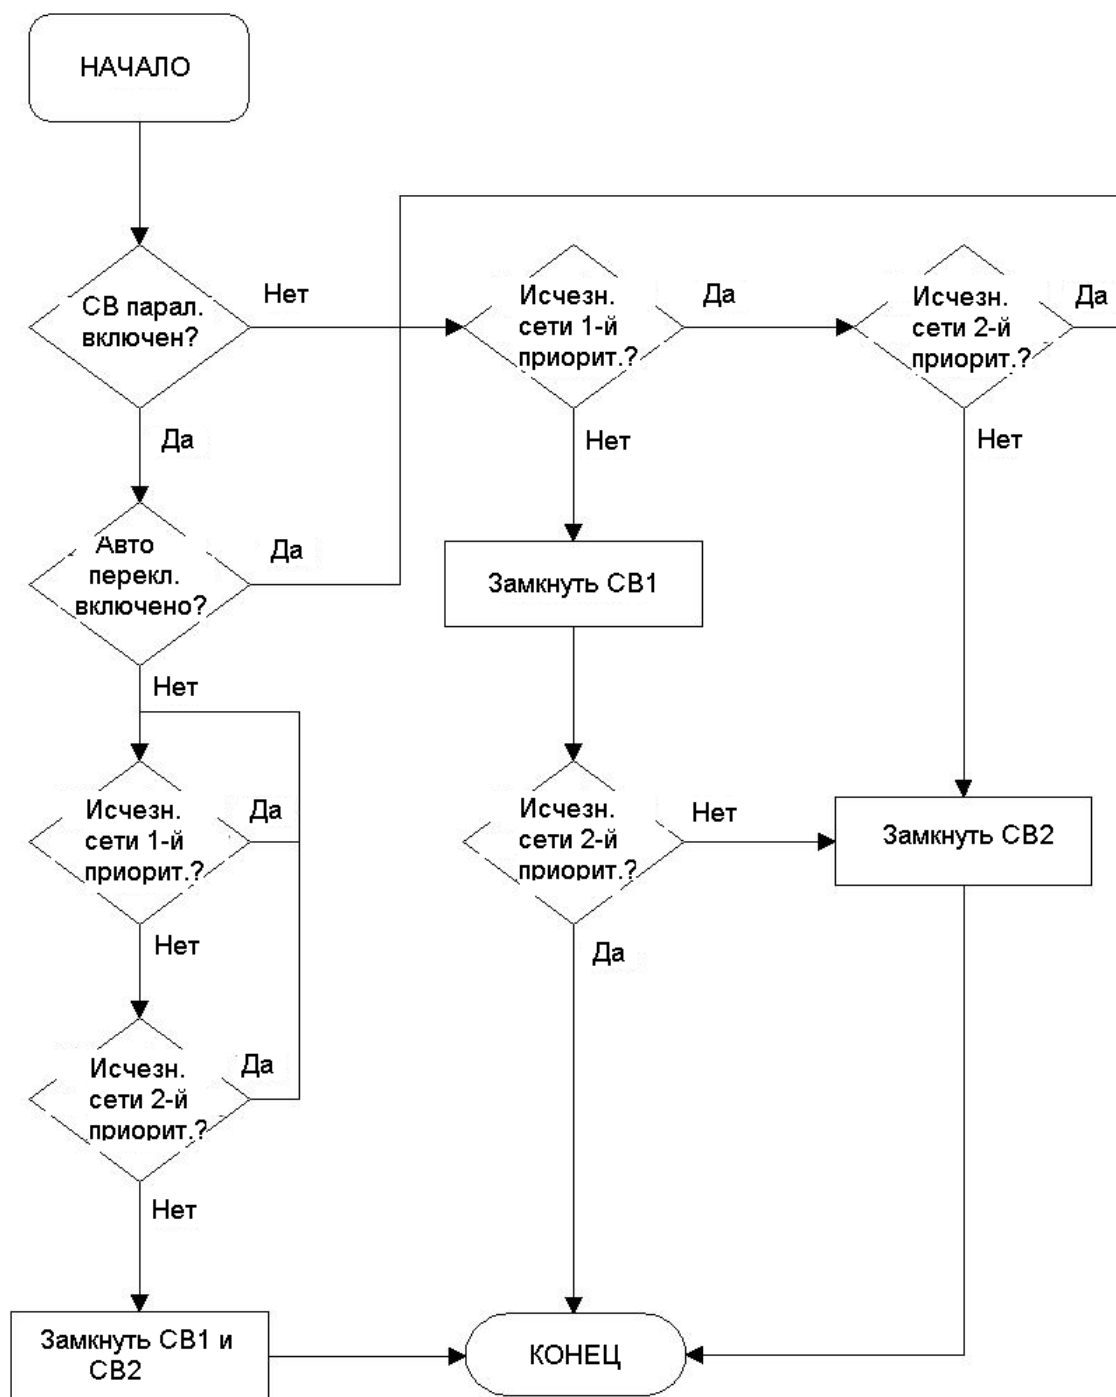 НАЧАЛО
СВ парал.
включен?
Нет
Исчезн.
сети 1-й
приорит.?
Да
Исчезн.
сети 2-й
приорит.?
Да
Да
Нет
Нет
Авто
перекл.
включено?
Да
Замкнуть СВ1
Нет
Исчезн.
сети 1-й
приорит.?
Да
Исчезн.
сети 2-й
приорит.?
Нет
Замкнуть СВ2
Нет
Да
Исчезн.
сети 2-й
приорит.?
Да
Нет
Замкнуть СВ1 и
СВ2
КОНЕЦ